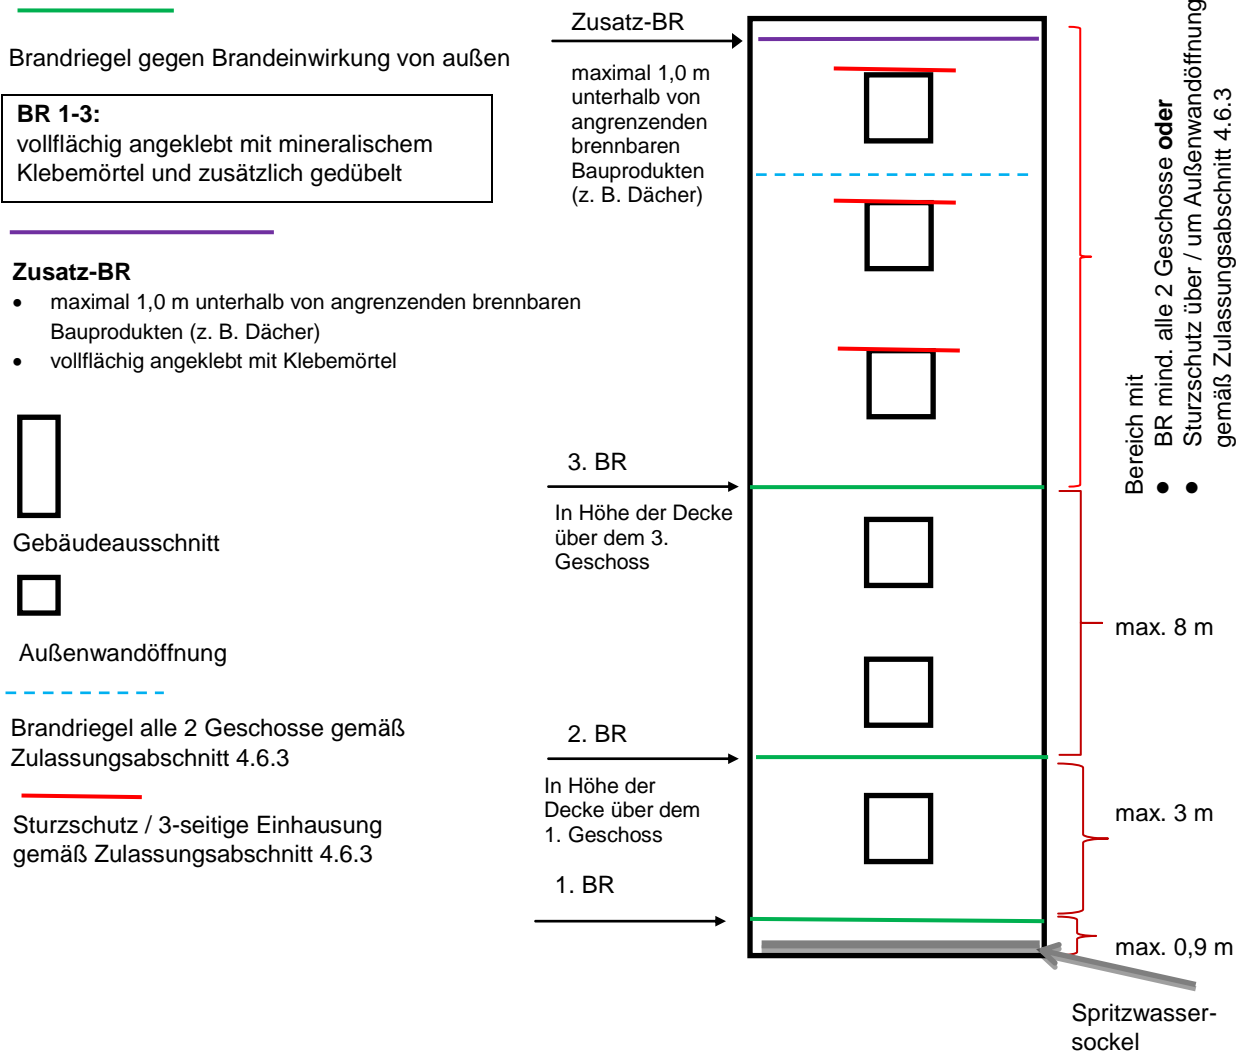 Brandriegel gegen Brandeinwirkung von außen
BR 1-3:
vollflächig angeklebt mit mineralischem
Klebemörtel und zusätzlich gedübelt
Zusatz-BR
• maximal 1,0 m unterhalb von angrenzenden brennbaren
Bauprodukten (z. B. Dächer)
• vollflächig angeklebt mit Klebemörtel
Gebäudeausschnitt
Außenwandöffnung
Brandriegel alle 2 Geschosse gemäß
Zulassungsabschnitt 4.6.3
Sturzschutz / 3-seitige Einhausung
gemäß Zulassungsabschnitt 4.6.3
Zusatz-BR
maximal 1,0 m
unterhalb von
angrenzenden
brennbaren
Bauprodukten
(z. B. Dächer)
3. BR
In Höhe der Decke
über dem 3.
Geschoss
2. BR
In Höhe der
Decke über dem
1. Geschoss
1. BR
Bereich mit
• BR mind. alle 2 Geschosse oder
• Sturzschutz über / um Außenwandöffnung
gemäß Zulassungsabschnitt 4.6.3
max. 8 m
max. 3 m
max. 0,9 m
Spritzwasser-
sockel